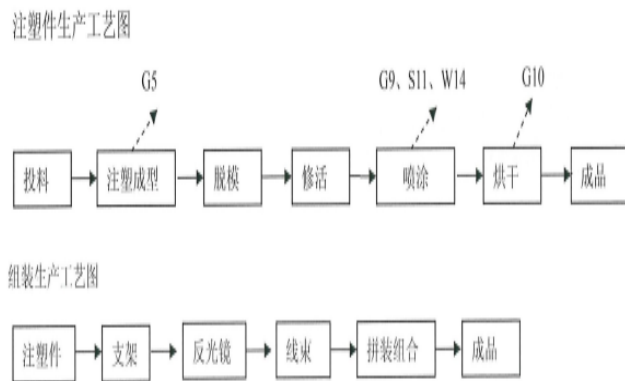 注塑件生产工艺图
G5
G9、S11、W14
G10
投料
注塑成型
脱模
修活
喷涂
烘干
成品
组装生产工艺图
注塑件
支架
反光镜
线束
拼装组合
成品